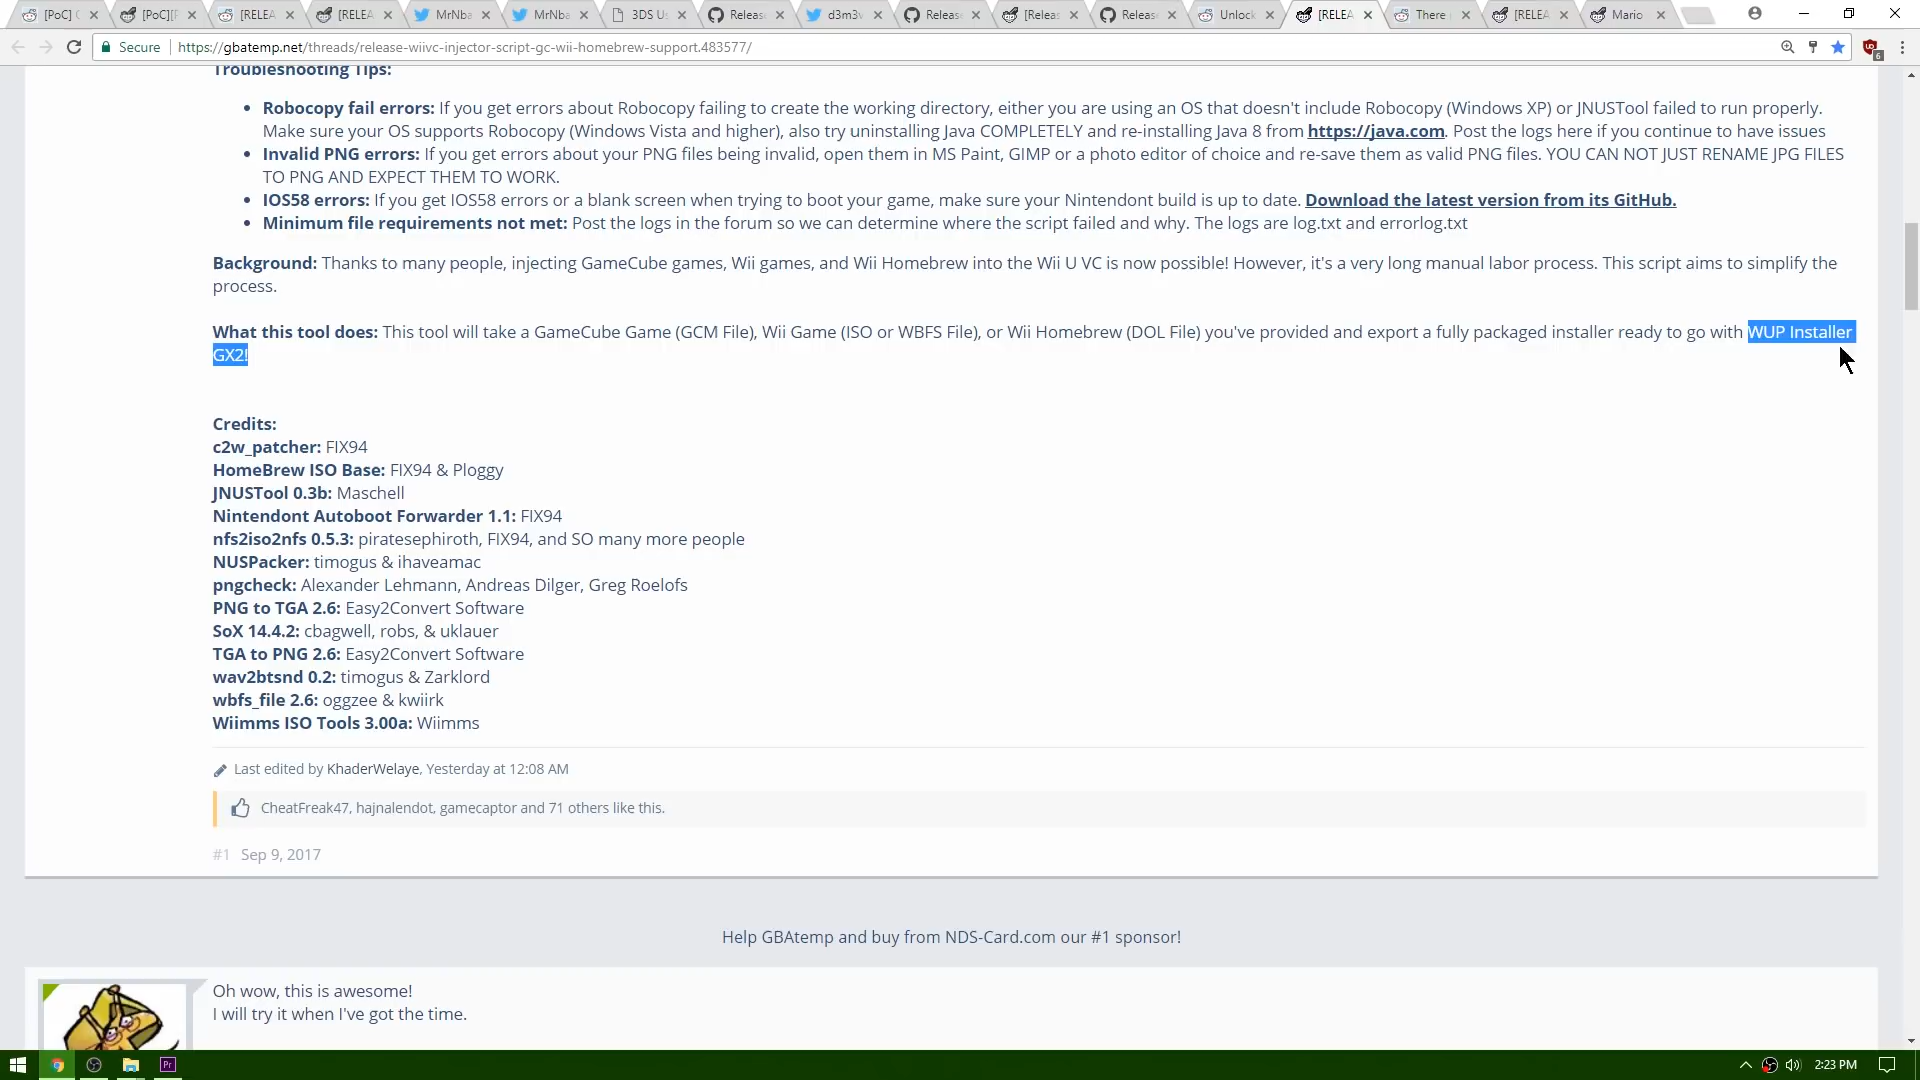 [PoC] C
[PoC][F
[RELEA
[RELEA
MrNba
MrNba
3DS Us
Release
d3m3v
Release
[Releas
Release
Unlock
[RELEA
There
[RELEA
Mario
Secure
https://gbatemp.net/threads/release-wiivc-injector-script-gc-wii-homebrew-support.483577/
6
Troubleshooting Tips:
• Robocopy fail errors: If you get errors about Robocopy failing to create the working directory, either you are using an OS that doesn't include Robocopy (Windows XP) or JNUSTool failed to run properly.
Make sure your OS supports Robocopy (Windows Vista and higher), also try uninstalling Java COMPLETELY and re-installing Java 8 from https://java.com. Post the logs here if you continue to have issues
• Invalid PNG errors: If you get errors about your PNG files being invalid, open them in MS Paint, GIMP or a photo editor of choice and re-save them as valid PNG files. YOU CAN NOT JUST RENAME JPG FILES
TO PNG AND EXPECT THEM TO WORK.
• IOS58 errors: If you get IOS58 errors or a blank screen when trying to boot your game, make sure your Nintendont build is up to date. Download the latest version from its GitHub.
• Minimum file requirements not met: Post the logs in the forum so we can determine where the script failed and why. The logs are log.txt and errorlog.txt
Background: Thanks to many people, injecting GameCube games, Wii games, and Wii Homebrew into the Wii U VC is now possible! However, it's a very long manual labor process. This script aims to simplify the
process.
What this tool does: This tool will take a GameCube Game (GCM File), Wii Game (ISO or WBFS File), or Wii Homebrew (DOL File) you've provided and export a fully packaged installer ready to go with WUP Installer
GX2!
Credits:
c2w_patcher: FIX94
HomeBrew ISO Base: FIX94 & Ploggy
JNUSTool 0.3b: Maschell
Nintendont Autoboot Forwarder 1.1: FIX94
nfs2iso2nfs 0.5.3: piratesephiroth, FIX94, and SO many more people
NUSPacker: timogus & ihaveamac
pngcheck: Alexander Lehmann, Andreas Dilger, Greg Roelofs
PNG to TGA 2.6: Easy2Convert Software
SoX 14.4.2: cbagwell, robs, & uklauer
TGA to PNG 2.6: Easy2Convert Software
wav2btsnd 0.2: timogus & Zarklord
wbfs_file 2.6: oggzee & kwiirk
Wiimms ISO Tools 3.00a: Wiimms
Last edited by KhaderWelaye, Yesterday at 12:08 AM
CheatFreak47, hajnalendot, gamecaptor and 71 others like this.
#1 Sep 9, 2017
Help GBAtemp and buy from NDS-Card.com our #1 sponsor!
Oh wow, this is awesome!
I will try it when I've got the time.
Pr
2:23 PM